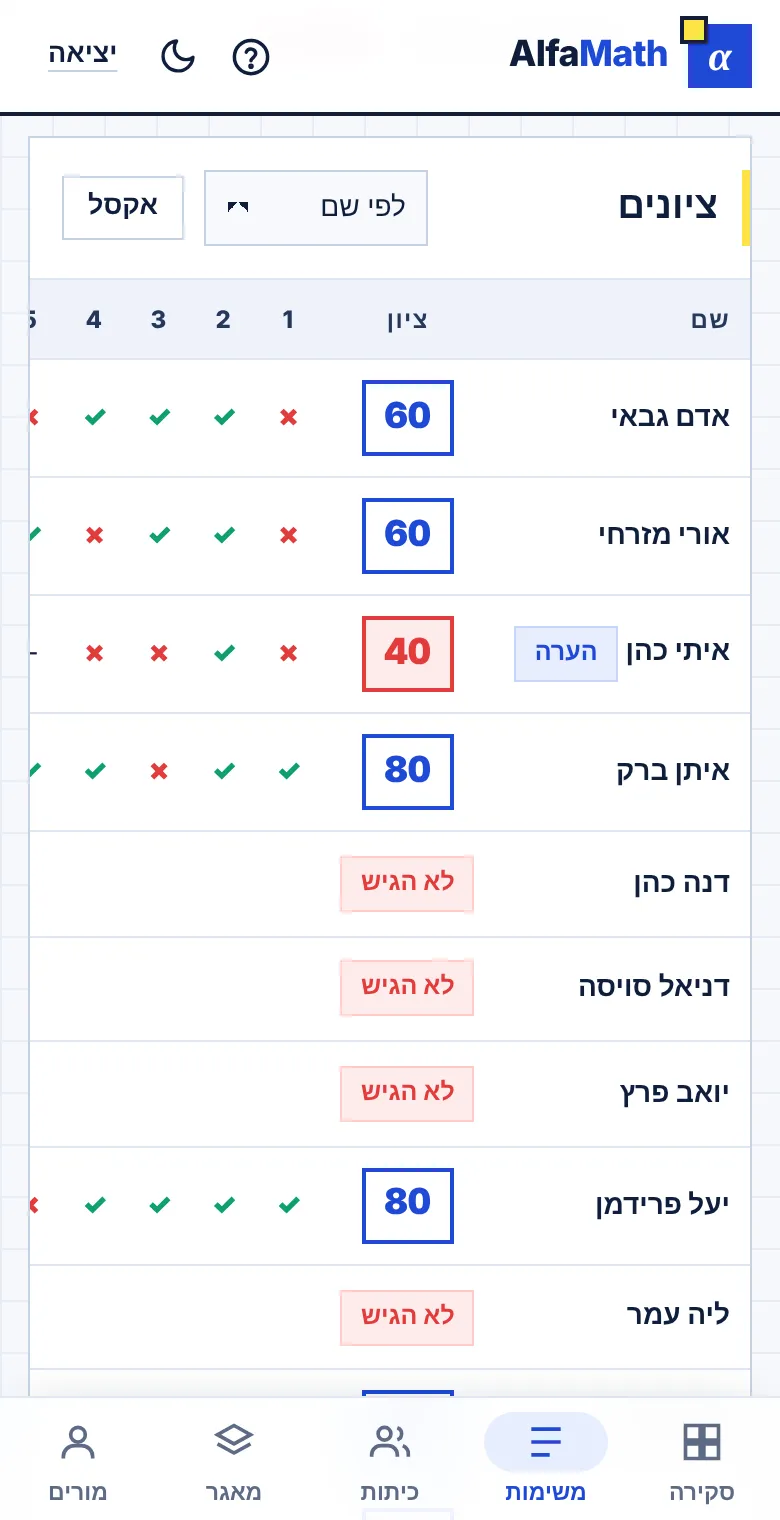 α AlfaMath יציאה
ציונים לפי שם אקסל
שם ציון 1 2 3 4 5
אדם גבאי 60 ✖ ✔ ✔ ✔ ✖
אורי מזרחי 60 ✖ ✔ ✔ ✖ ✔
איתי כהן הערה 40 ✖ ✔ ✖ ✖ –
איתן ברק 80 ✔ ✔ ✖ ✔ ✔
דנה כהן לא הגיש
דניאל סויסה לא הגיש
יואב פרץ לא הגיש
יעל פרידמן 80 ✔ ✔ ✔ ✔ ✖
ליה עמר לא הגיש
סקירה משימות כיתות מאגר מורים